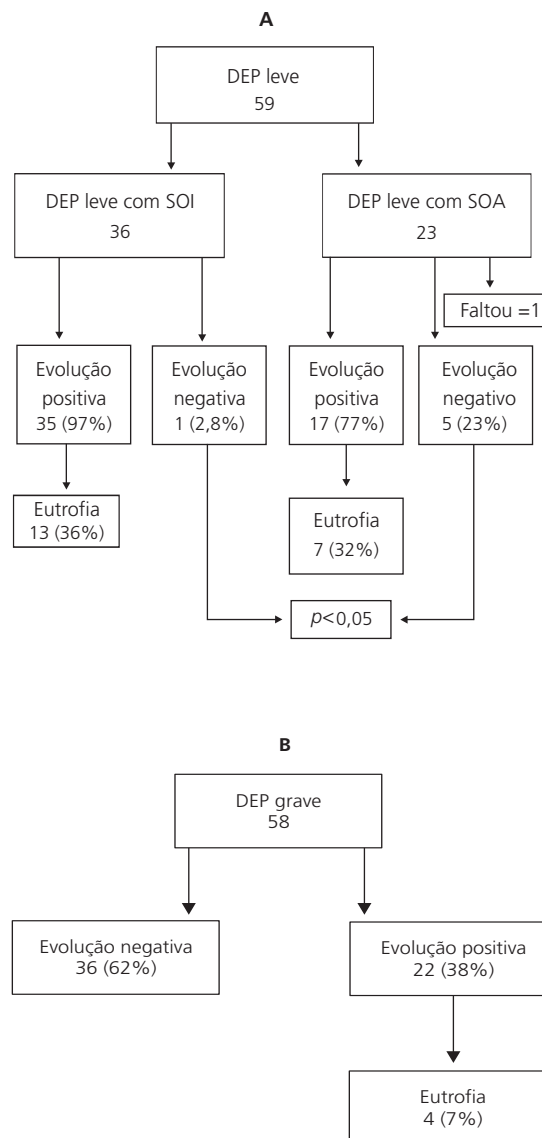 A
DEP leve
59
DEP leve com SOI
36
DEP leve com SOA
23
Faltou =1
Evolução
positiva
35 (97%)
Evolução
negativa
1 (2,8%)
Evolução
positiva
17 (77%)
Evolução
negativo
5 (23%)
Eutrofia
13 (36%)
Eutrofia
7 (32%)
p<0,05
B
DEP grave
58
Evolução negativa
36 (62%)
Evolução positiva
22 (38%)
Eutrofia
4 (7%)